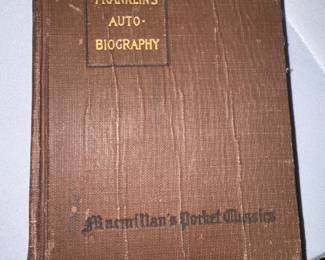 FRANKLIN'S
AUTO-
BIOGRAPHY
Macmillan's Pocket Classics